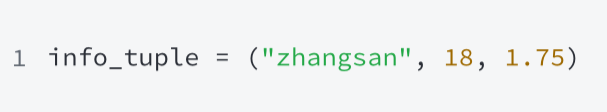 1 info_tuple = ("zhangsan", 18, 1.75)